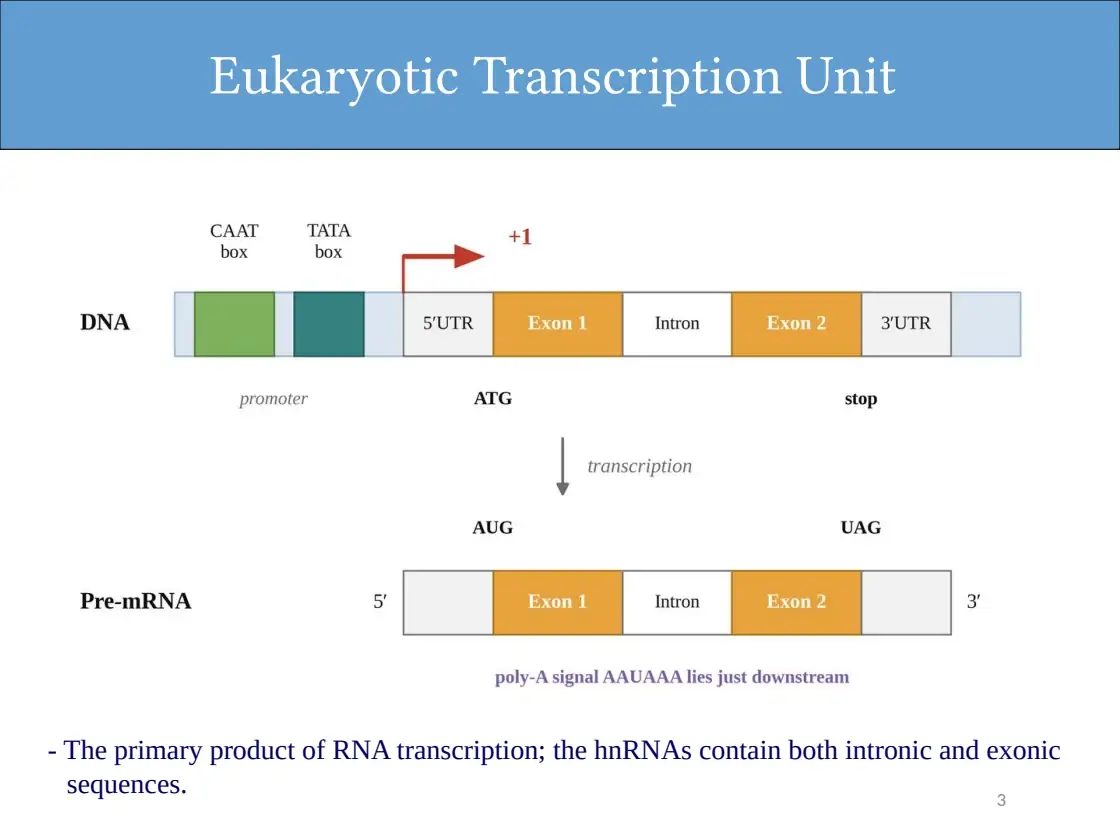 Eukaryotic Transcription Unit
CAAT
box
TATA
box
+1
DNA
5′UTR
Exon 1
Intron
Exon 2
3′UTR
promoter
ATG
stop
transcription
AUG
UAG
Pre-mRNA
5′
Exon 1
Intron
Exon 2
3′
poly-A signal AAUAAA lies just downstream
- The primary product of RNA transcription; the hnRNAs contain both intronic and exonic
sequences.
3